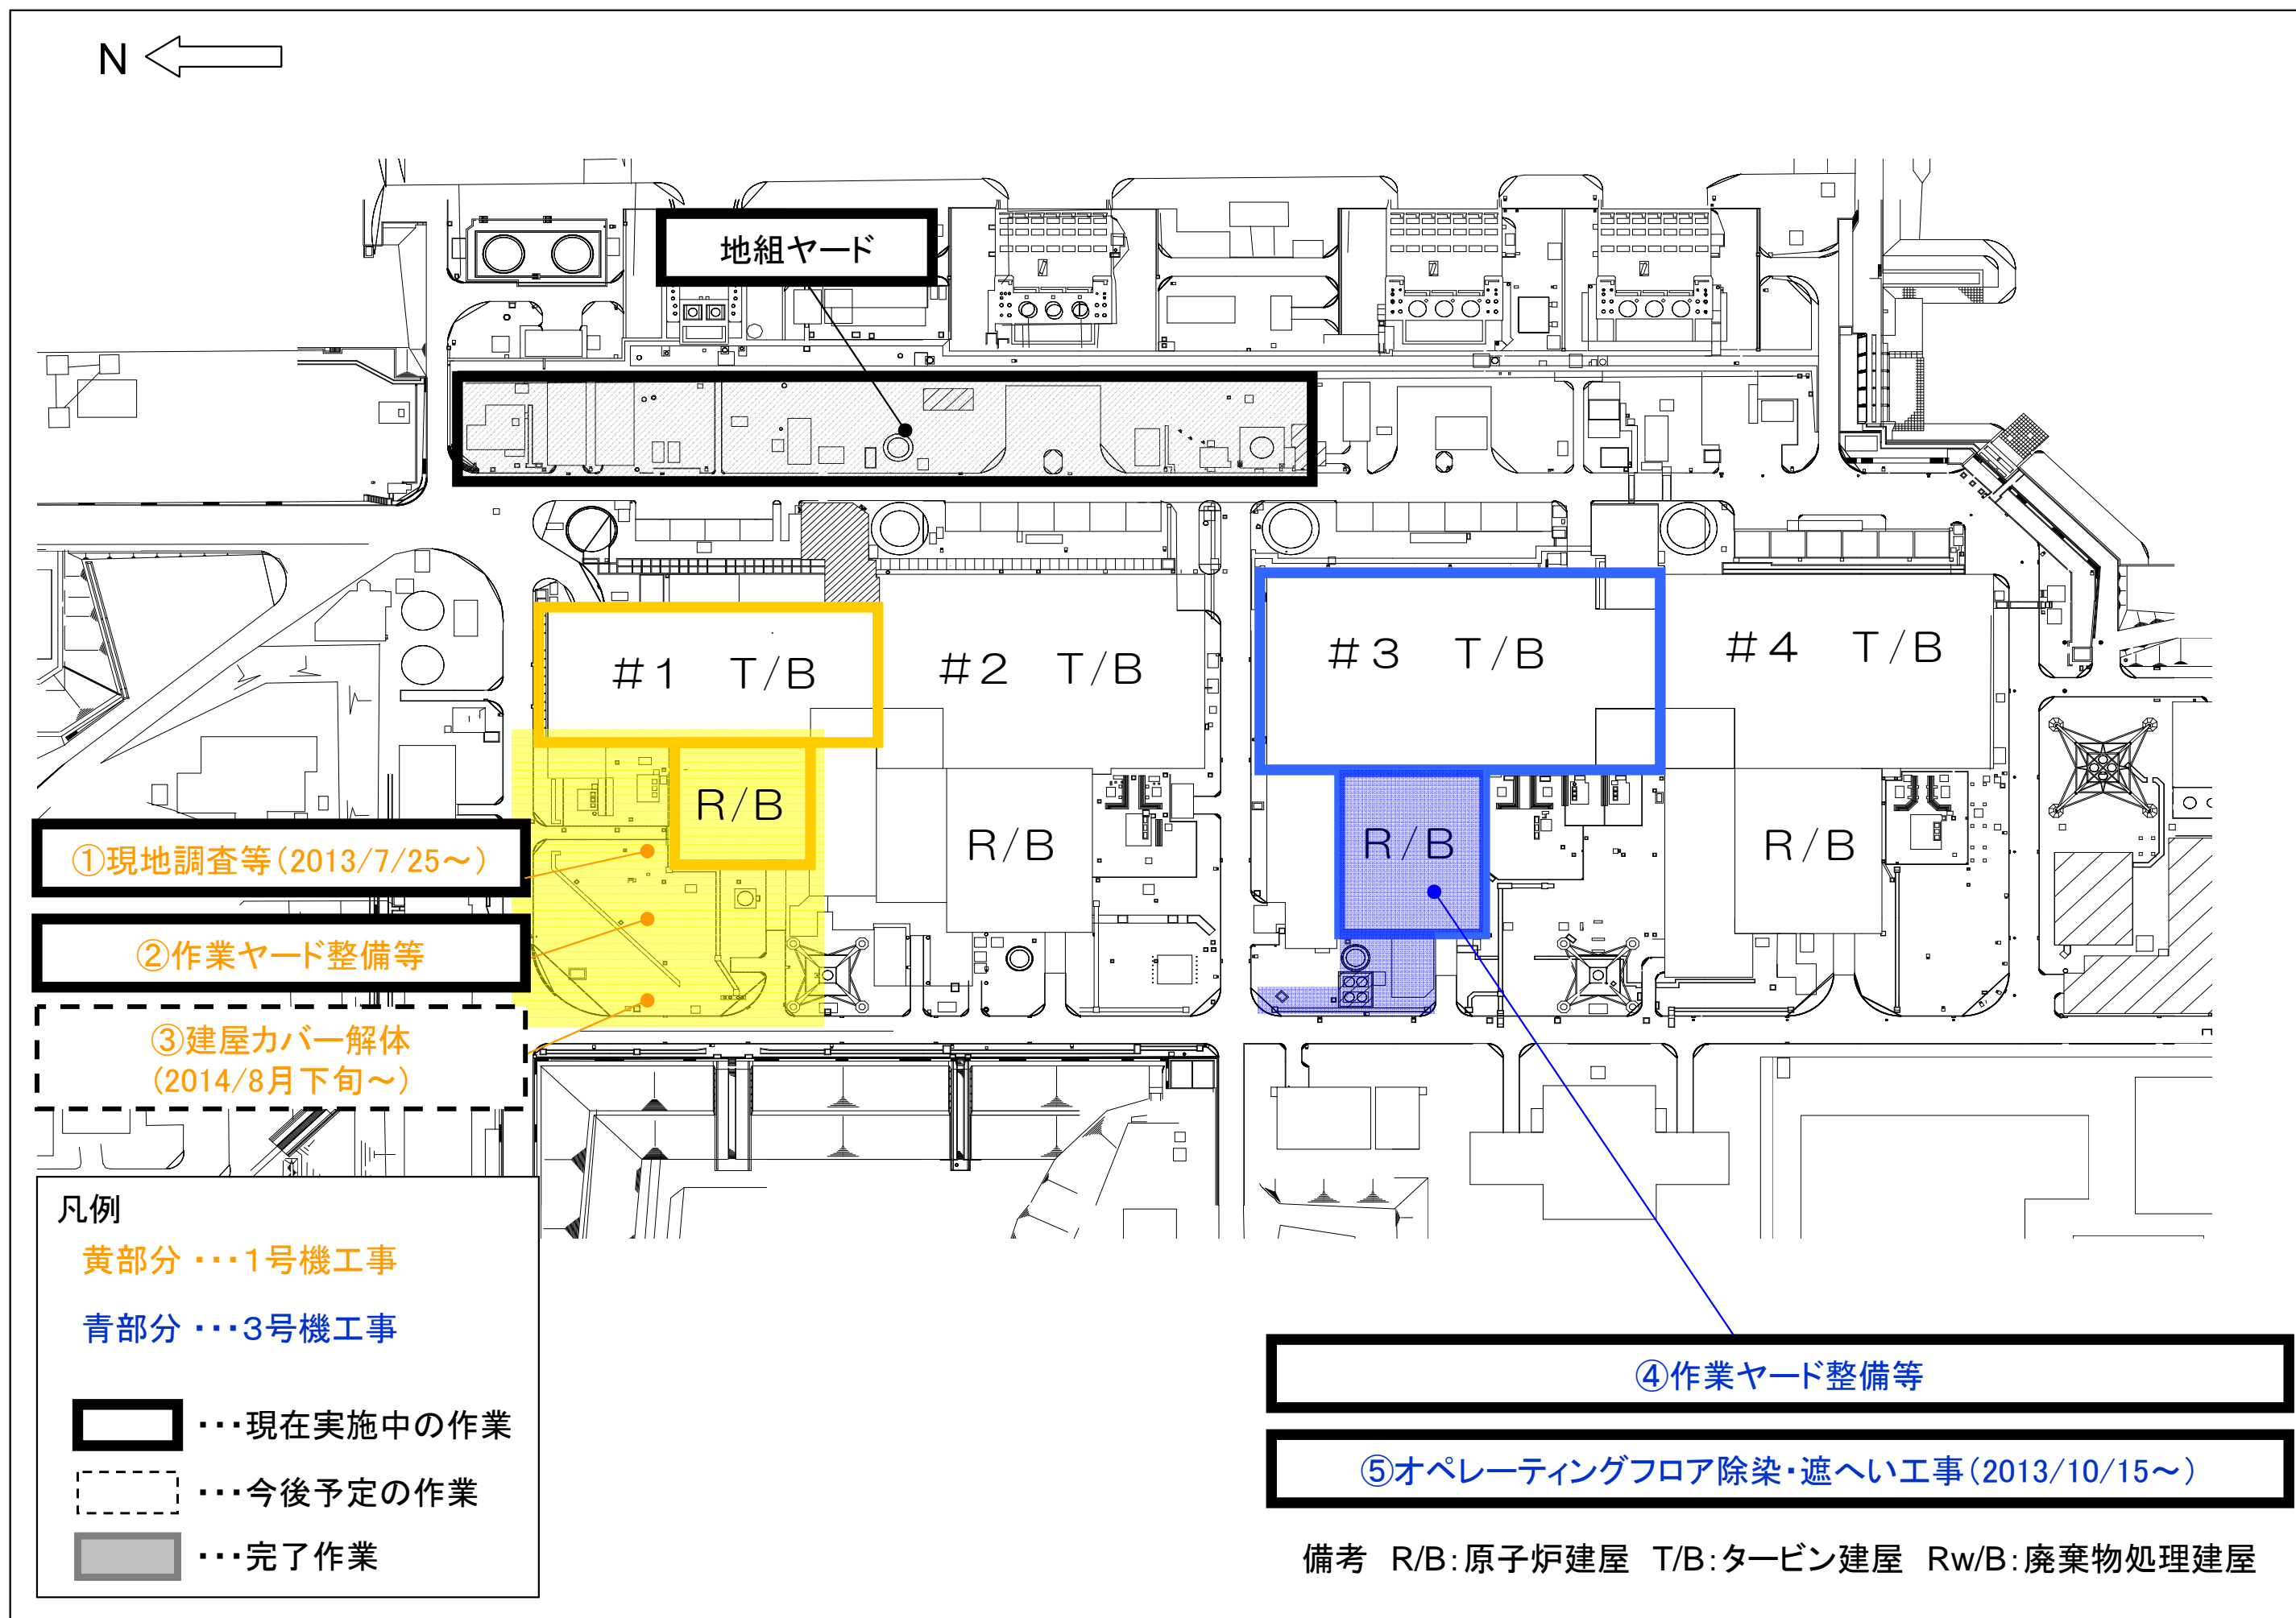 N
地組ヤード
#1 T/B
#2 T/B
#3 T/B
#4 T/B
R/B
R/B
R/B
R/B
①現地調査等(2013/7/25～)
②作業ヤード整備等
③建屋カバー解体
(2014/8月下旬～)
凡例
黄部分 ・・・1号機工事
青部分 ・・・3号機工事
・・・現在実施中の作業
・・・今後予定の作業
・・・完了作業
④作業ヤード整備等
⑤オペレーティングフロア除染・遮へい工事(2013/10/15～)
備考 R/B:原子炉建屋 T/B:タービン建屋 Rw/B:廃棄物処理建屋